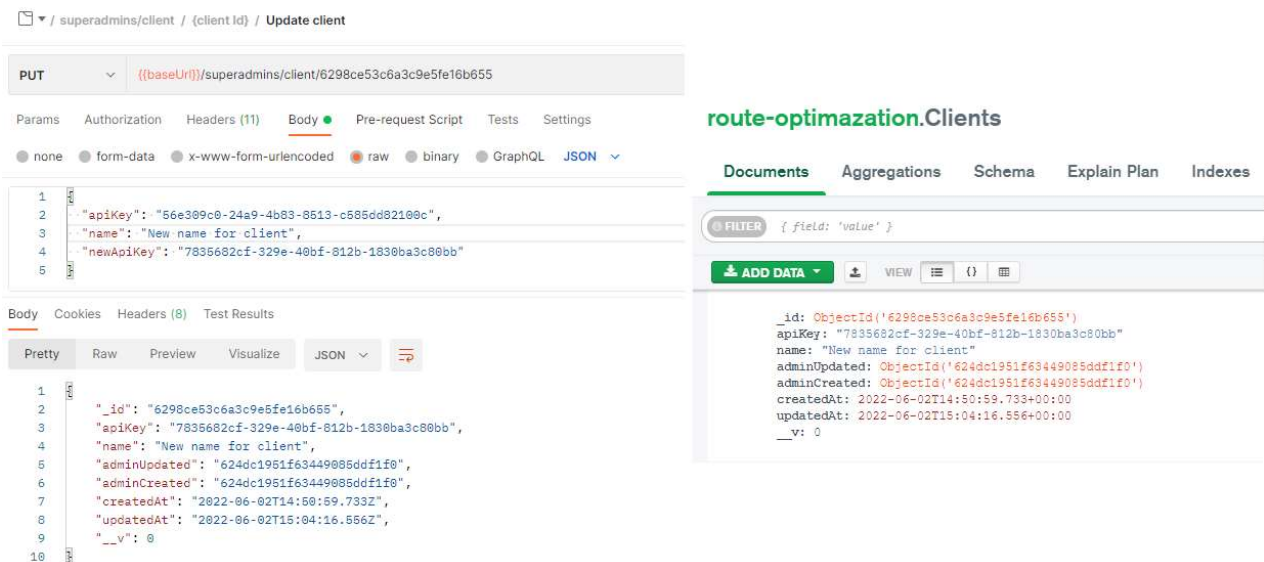 / superadmins/client / {client Id} / Update client
PUT {{baseUrl}}/superadmins/client/6298ce53c6a3c9e5fe16b655
Params Authorization Headers (11) Body Pre-request Script Tests Settings
none form-data x-www-form-urlencoded raw binary GraphQL JSON
1 {
2 "apiKey": "56e309c0-24a9-4b83-8513-c585dd82100c",
3 "name": "New name for client",
4 "newApiKey": "7835682cf-329e-40bf-812b-1830ba3c80bb"
5 }
Body Cookies Headers (8) Test Results
Pretty Raw Preview Visualize JSON
1 {
2 "_id": "6298ce53c6a3c9e5fe16b655",
3 "apiKey": "7835682cf-329e-40bf-812b-1830ba3c80bb",
4 "name": "New name for client",
5 "adminUpdated": "624dc1951f63449085ddf1f0",
6 "adminCreated": "624dc1951f63449085ddf1f0",
7 "createdAt": "2022-06-02T14:50:59.733Z",
8 "updatedAt": "2022-06-02T15:04:16.556Z",
9 "__v": 0
10 }
route-optimazation.Clients
Documents Aggregations Schema Explain Plan Indexes
FILTER { field: 'value' }
ADD DATA VIEW {}
_id: ObjectId('6298ce53c6a3c9e5fe16b655')
apiKey: "7835682cf-329e-40bf-812b-1830ba3c80bb"
name: "New name for client"
adminUpdated: ObjectId('624dc1951f63449085ddf1f0')
adminCreated: ObjectId('624dc1951f63449085ddf1f0')
createdAt: 2022-06-02T14:50:59.733+00:00
updatedAt: 2022-06-02T15:04:16.556+00:00
__v: 0